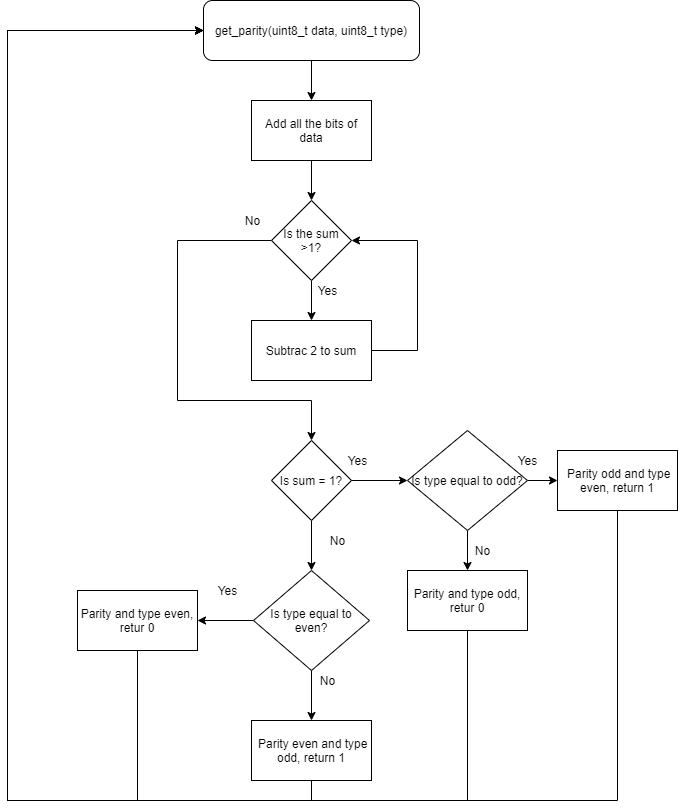 get_parity(uint8_t data, uint8_t type)
Add all the bits of
data
No
Is the sum
>1?
Yes
Subtrac 2 to sum
Is sum = 1?
Yes
Is type equal to odd?
Yes
Parity odd and type
even, return 1
No
No
Parity and type odd,
retur 0
Yes
Is type equal to
even?
Parity and type even,
retur 0
No
Parity even and type
odd, return 1